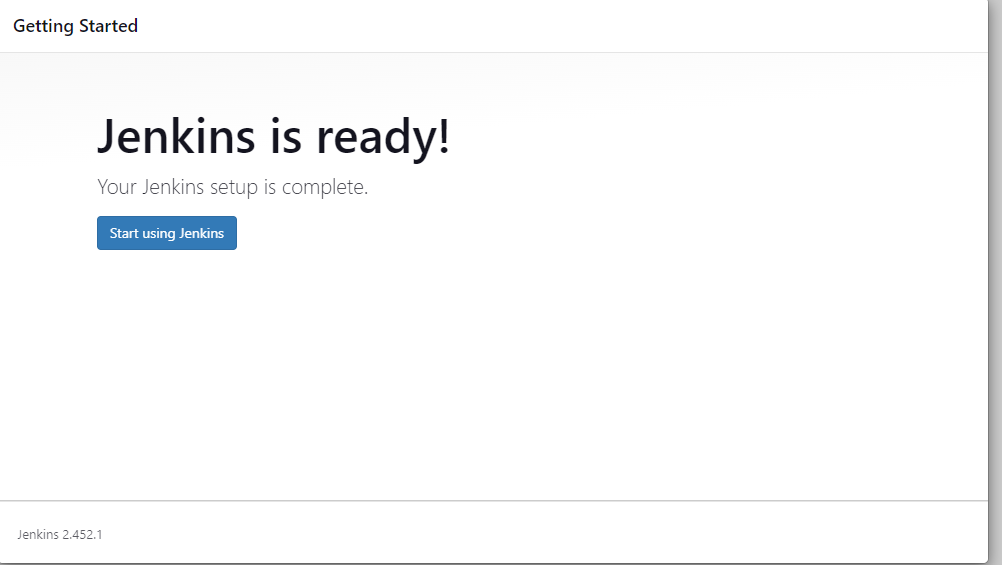 Getting Started
Jenkins is ready!
Your Jenkins setup is complete.
Start using Jenkins
Jenkins 2.452.1